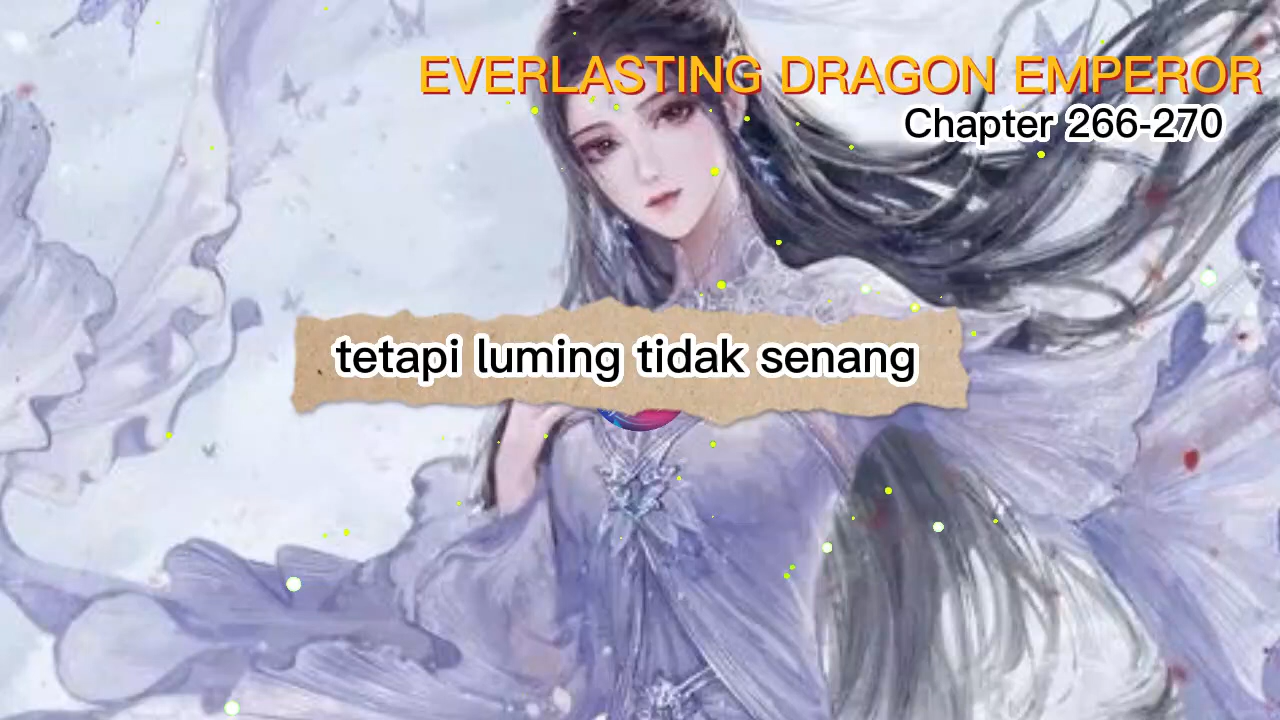 EVERLASTING DRAGON EMPEROR
Chapter 266-270
tetapi luming tidak senang